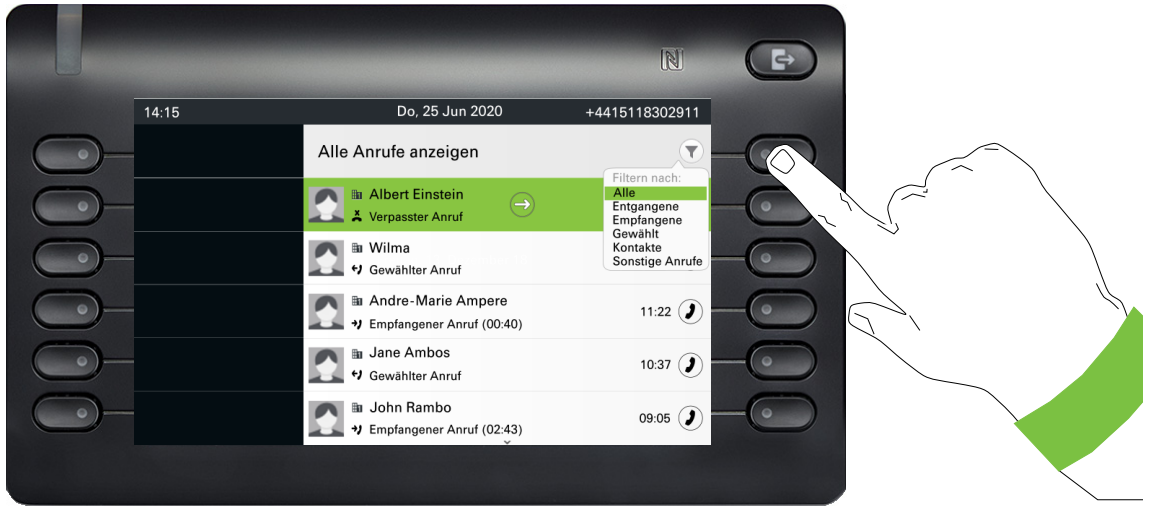 14:15
Do, 25 Jun 2020
+4415118302911
Alle Anrufe anzeigen
Filtern nach:
Alle
Entgangene
Empfangene
Gewählt
Kontakte
Sonstige Anrufe
Albert Einstein
Verpasster Anruf
Wilma
Gewählter Anruf
Andre-Marie Ampere
Empfangener Anruf (00:40)
11:22
Jane Ambos
Gewählter Anruf
10:37
John Rambo
Empfangener Anruf (02:43)
09:05